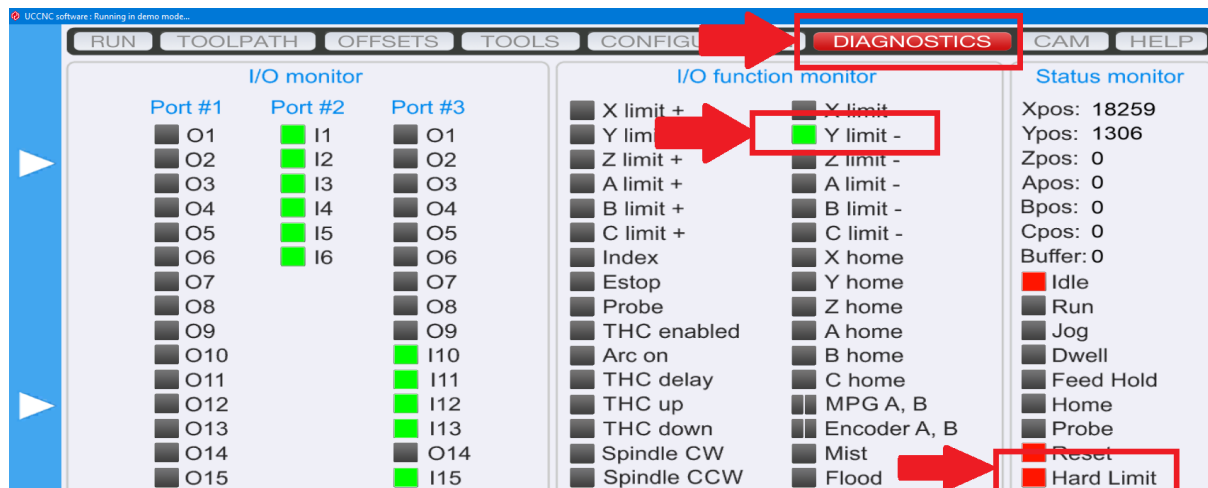 UCCNC software : Running in demo mode...
RUN TOOLPATH OFFSETS TOOLS CONFIGU DIAGNOSTICS CAM HELP
I/O monitor
Port #1 Port #2 Port #3
O1 I1 O1
O2 I2 O2
O3 I3 O3
O4 I4 O4
O5 I5 O5
O6 I6 O6
O7 O7
O8 O8
O9 O9
O10 I10
O11 I11
O12 I12
O13 I13
O14 O14
O15 I15
I/O function monitor
X limit + X limit
Y limi Y limit -
Z limit + Z limit -
A limit + A limit -
B limit + B limit -
C limit + C limit -
Index X home
Estop Y home
Probe Z home
THC enabled A home
Arc on B home
THC delay C home
THC up MPG A, B
THC down Encoder A, B
Spindle CW Mist
Spindle CCW Flood
Status monitor
Xpos: 18259
Ypos: 1306
Zpos: 0
Apos: 0
Bpos: 0
Cpos: 0
Buffer: 0
Idle
Run
Jog
Dwell
Feed Hold
Home
Probe
Reset
Hard Limit